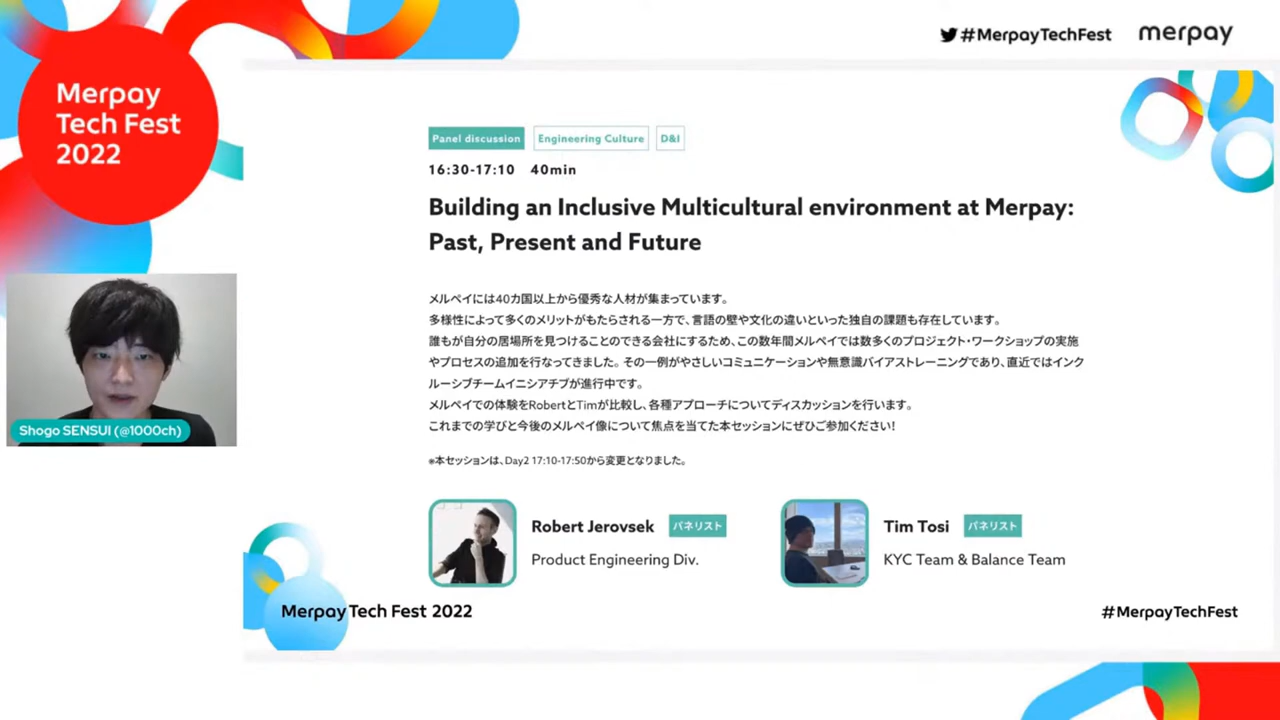 #MerpayTechFest
merpay
Merpay
Tech Fest
2022
Panel discussion
Engineering Culture
D&I
16:30-17:10 40min
Building an Inclusive Multicultural environment at Merpay:
Past, Present and Future
メルペイには40カ国以上から優秀な人材が集まっています。
多様性によって多くのメリットがもたらされる一方で、言語の壁や文化の違いといった独自の課題も存在しています。
誰もが自分の居場所を見つけることのできる会社にするため、この数年間メルペイでは数多くのプロジェクト・ワークショップの実施
やプロセスの追加を行なってきました。その一例がやさしいコミュニケーションや無意識バイアストレーニングであり、直近ではインク
ルーシブチームイニシアチブが進行中です。
メルペイでの体験をRobertとTimが比較し、各種アプローチについてディスカッションを行います。
これまでの学びと今後のメルペイ像について焦点を当てた本セッションにぜひご参加ください!
※本セッションは、Day2 17:10-17:50から変更となりました。
Shogo SENSUI (@1000ch)
Robert Jerovsek パネリスト
Product Engineering Div.
Tim Tosi パネリスト
KYC Team & Balance Team
Merpay Tech Fest 2022
#MerpayTechFest